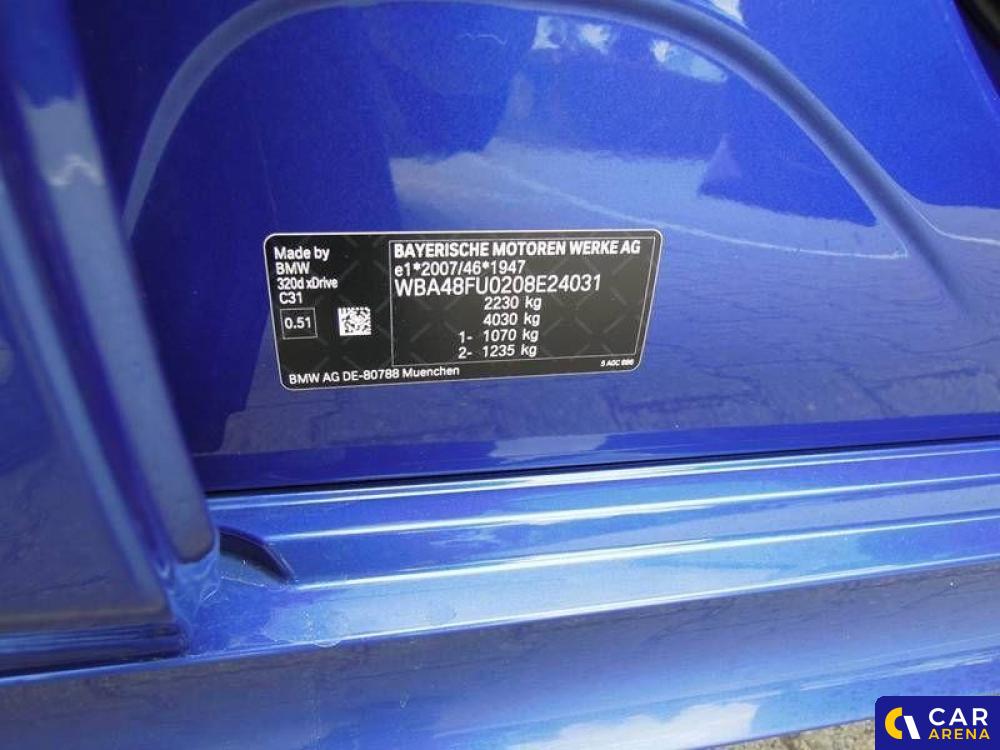 Made by
BMW
320d xDrive
C31
0.51
BAYERISCHE MOTOREN WERKE AG
e1*2007/46*1947
WBA48FU0208E24031
2230 kg
4030 kg
1- 1070 kg
2- 1235 kg
BMW AG DE-80788 Muenchen
CAR
ARENA